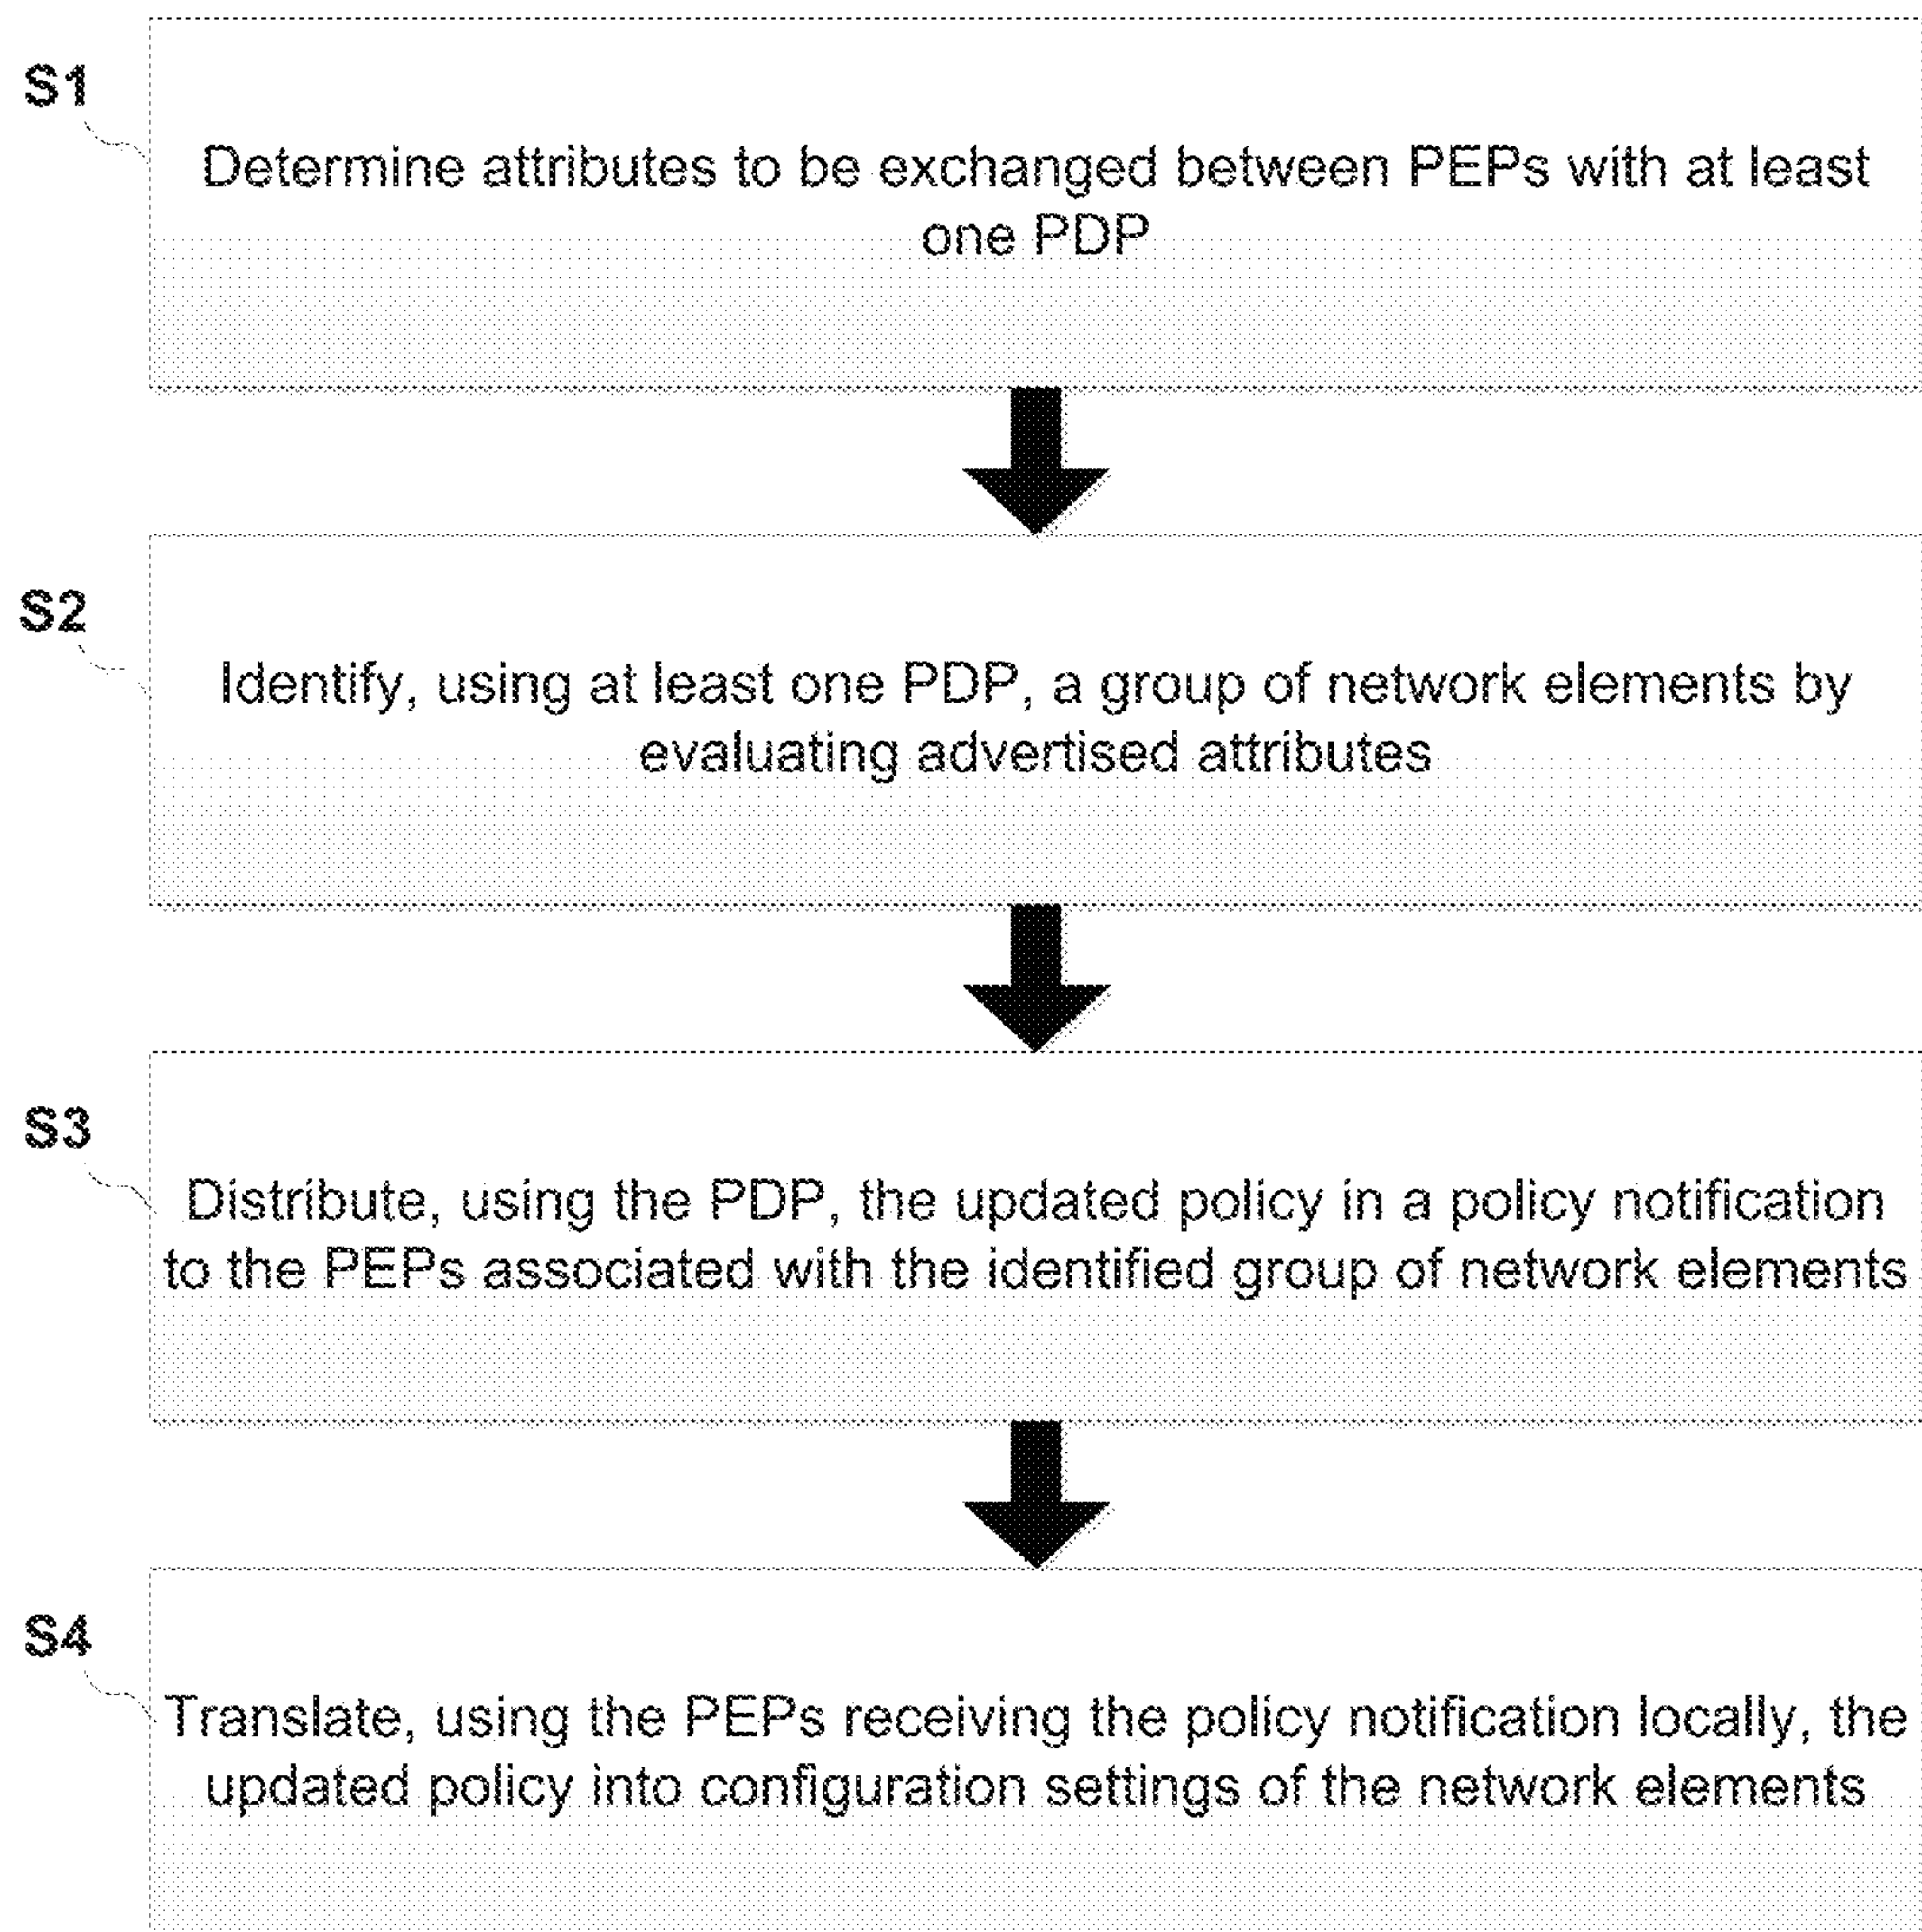 S1
Determine attributes to be exchanged between PEPs with at least
one PDP
S2
Identify, using at least one PDP, a group of network elements by
evaluating advertised attributes
S3
Distribute, using the PDP, the updated policy in a policy notification
to the PEPs associated with the identified group of network elements
S4
Translate, using the PEPs receiving the policy notification locally, the
updated policy into configuration settings of the network elements